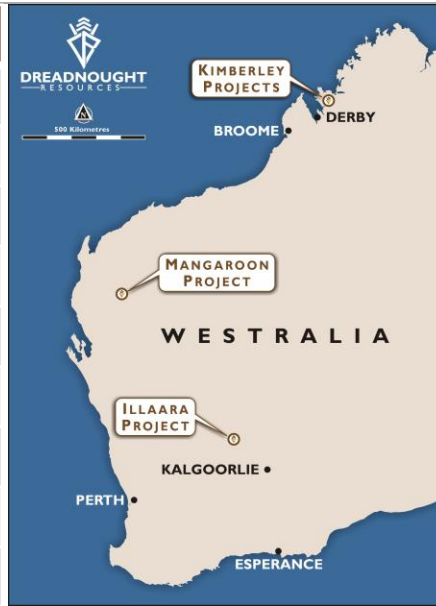 DREADNOUGHT
RESOURCES
500 Kilometres
KIMBERLEY
PROJECTS
DERBY
BROOME
MANGAROON
PROJECT
WESTRALIA
ILLAARA
PROJECT
KALGOORLIE
PERTH
ESPERANCE